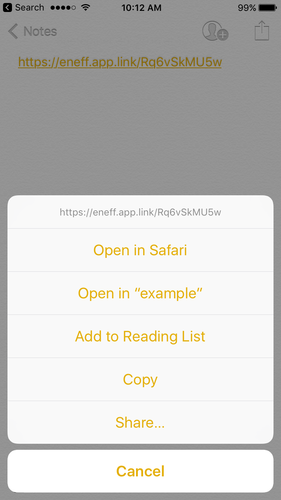 Search 10:12 AM 99%
Notes
https://eneff.app.link/Rq6vSkMU5w
https://eneff.app.link/Rq6vSkMU5w
Open in Safari
Open in “example”
Add to Reading List
Copy
Share...
Cancel